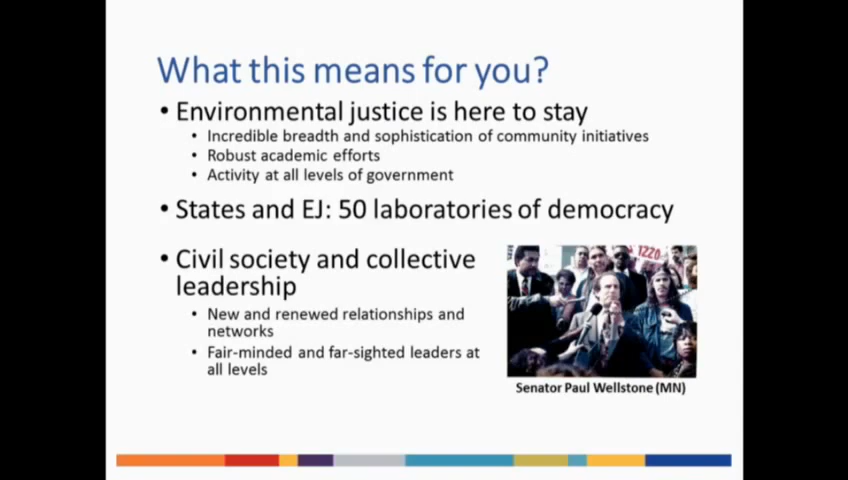 What this means for you?
• Environmental justice is here to stay
• Incredible breadth and sophistication of community initiatives
• Robust academic efforts
• Activity at all levels of government
• States and EJ: 50 laboratories of democracy
• Civil society and collective
leadership
• New and renewed relationships and
networks
• Fair-minded and far-sighted leaders at
all levels
1220
Senator Paul Wellstone (MN)